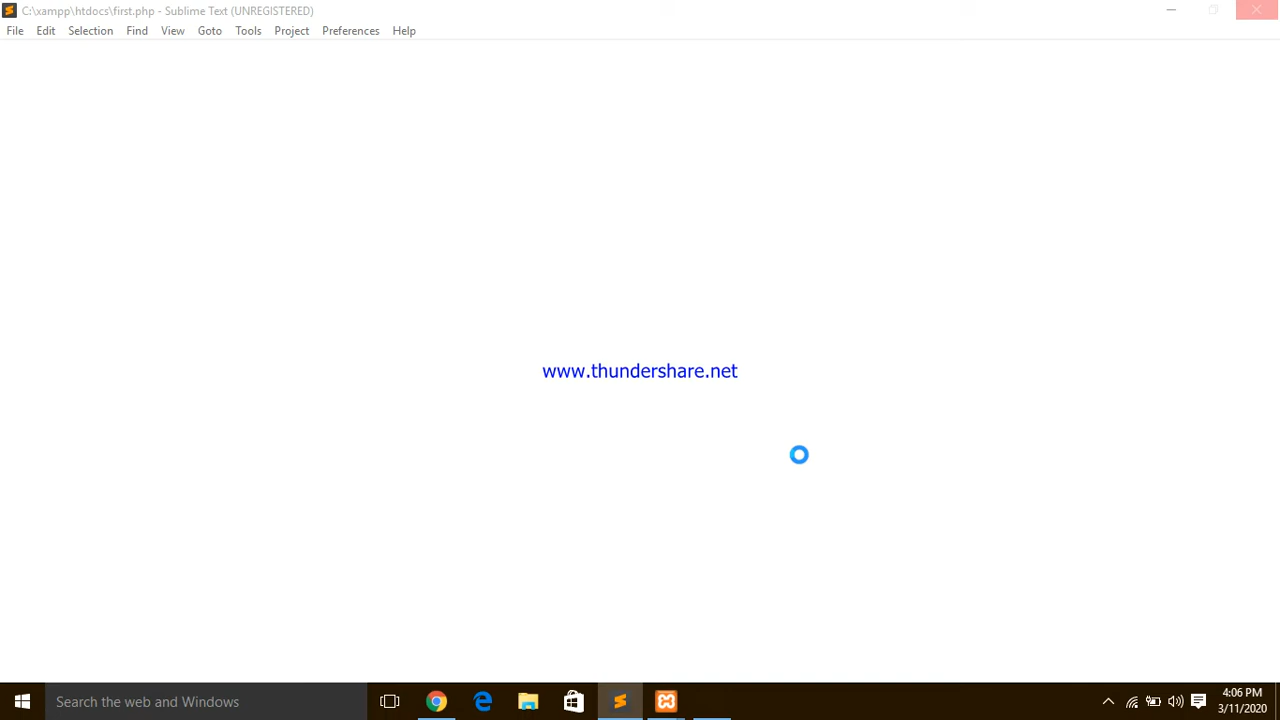 C:\xampp\htdocs\first.php - Sublime Text (UNREGISTERED)
File Edit Selection Find View Goto Tools Project Preferences Help
www.thundershare.net
Search the web and Windows
4:06 PM
3/11/2020